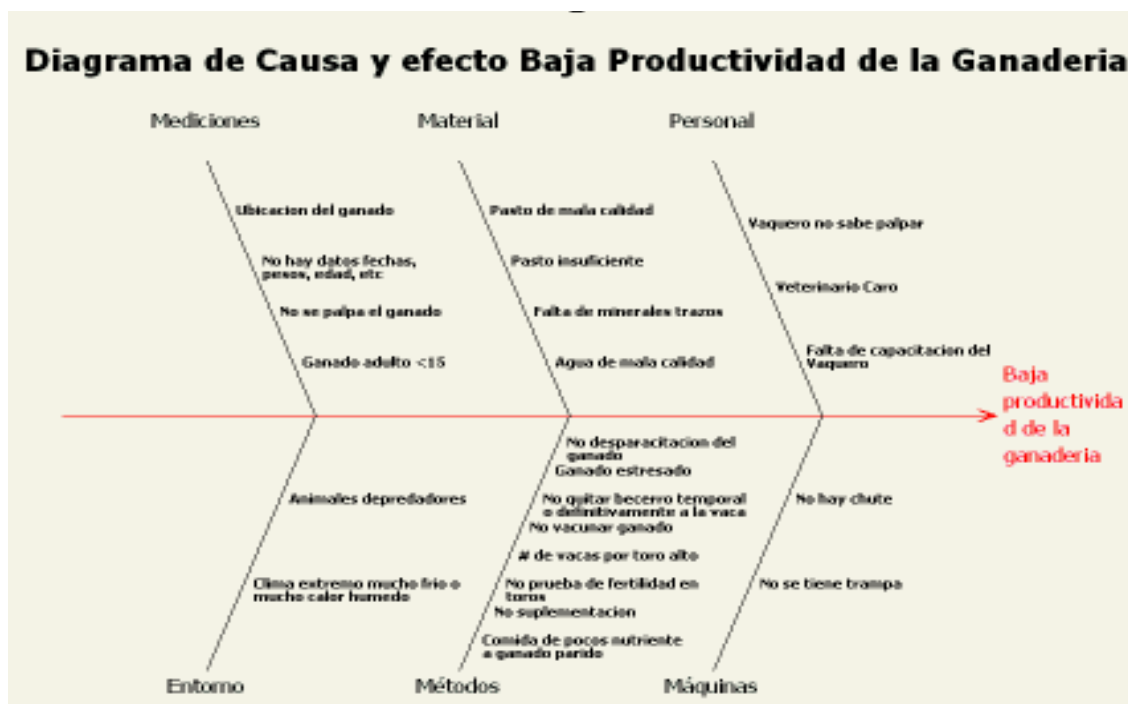 Diagrama de Causa y efecto Baja Productividad de la Ganaderia
Mediciones
Material
Personal
Ubicacion del ganado
No hay datos fechas,
pesos, edad, etc
No se palpa el ganado
Ganado adulto <15
Pasto de mala calidad
Pasto insuficiente
Falta de minerales trazos
Agua de mala calidad
Vaquero no sabe palpar
Veterinario Caro
Falta de capacitacion del
Vaquero
Baja
productivida
d de la
ganaderia
Animales depredadores
Clima extremo mucho frio o
mucho calor humedo
No desparacitacion del
ganado
Ganado estresado
No quitar becerro temporal
o definitivamente a la vaca
No vacunar ganado
# de vacas por toro alto
No prueba de fertilidad en
toros
No suplementacion
Comida de pocos nutriente
a ganado parido
No hay chute
No se tiene trampa
Entorno
Métodos
Máquinas